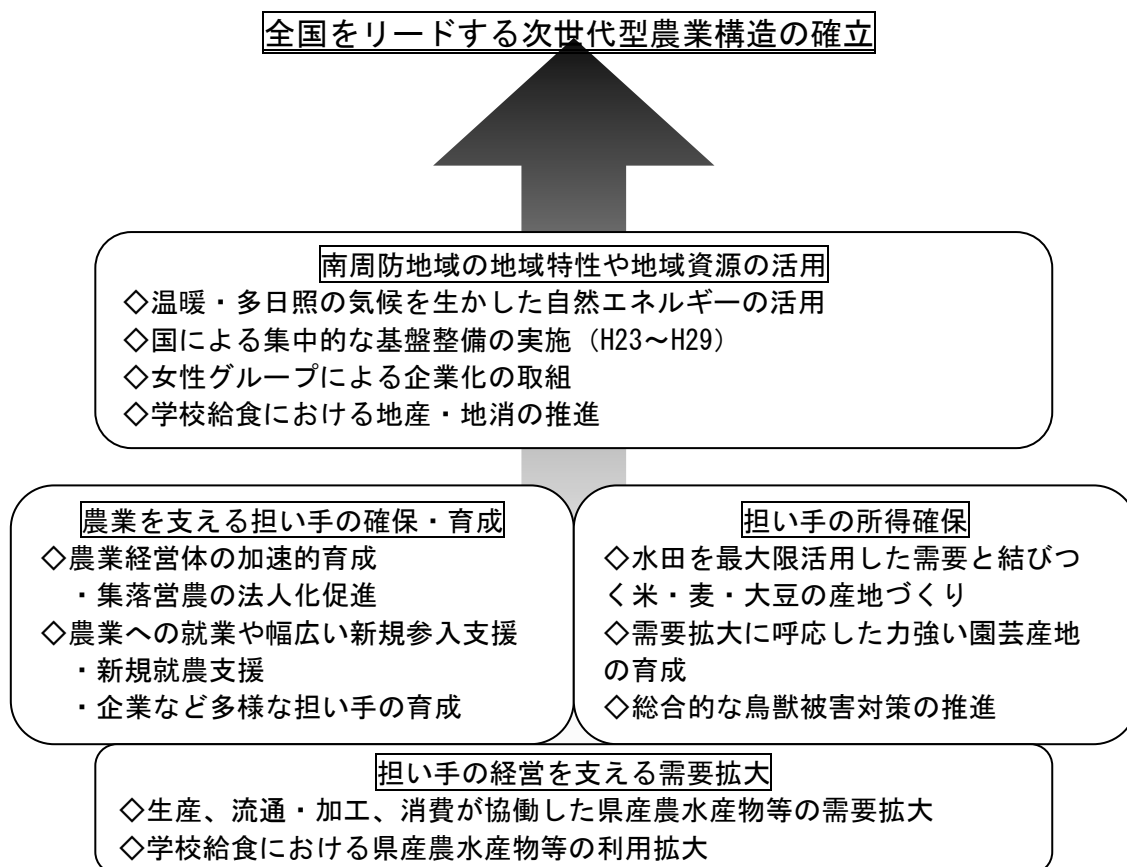 全国をリードする次世代型農業構造の確立
南周防地域の地域特性や地域資源の活用
◇温暖・多日照の気候を生かした自然エネルギーの活用
◇国による集中的な基盤整備の実施（H23～H29）
◇女性グループによる企業化の取組
◇学校給食における地産・地消の推進
農業を支える担い手の確保・育成
◇農業経営体の加速的育成
・集落営農の法人化促進
◇農業への就業や幅広い新規参入支援
・新規就農支援
・企業など多様な担い手の育成
担い手の所得確保
◇水田を最大限活用した需要と結びつ
く米・麦・大豆の産地づくり
◇需要拡大に呼応した力強い園芸産地
の育成
◇総合的な鳥獣被害対策の推進
担い手の経営を支える需要拡大
◇生産、流通・加工、消費が協働した県産農水産物等の需要拡大
◇学校給食における県産農水産物等の利用拡大